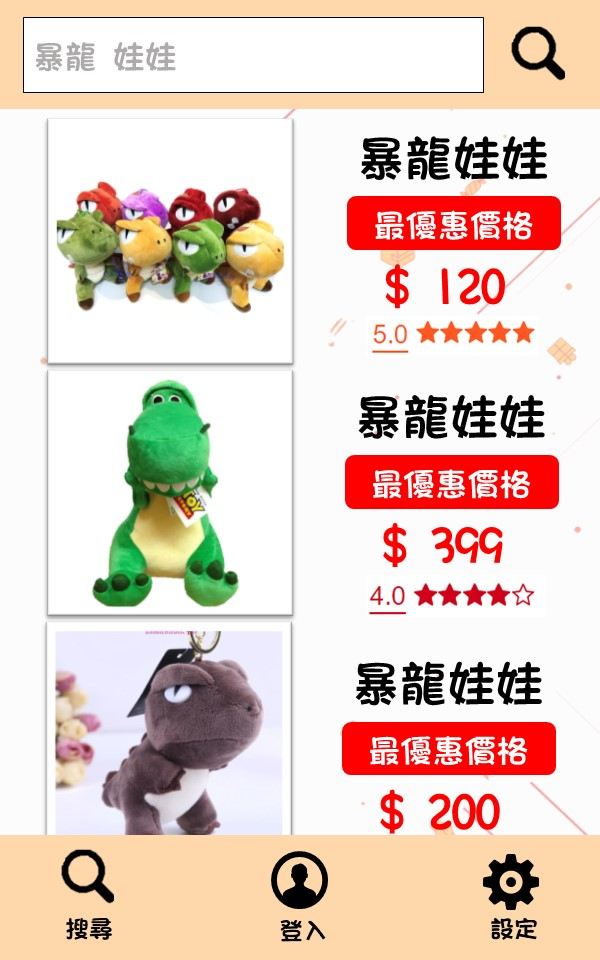 暴龍 娃娃
暴龍娃娃
最優惠價格
$ 120
5.0
暴龍娃娃
最優惠價格
$ 399
4.0
TOY
暴龍娃娃
最優惠價格
$ 200
搜尋
登入
設定